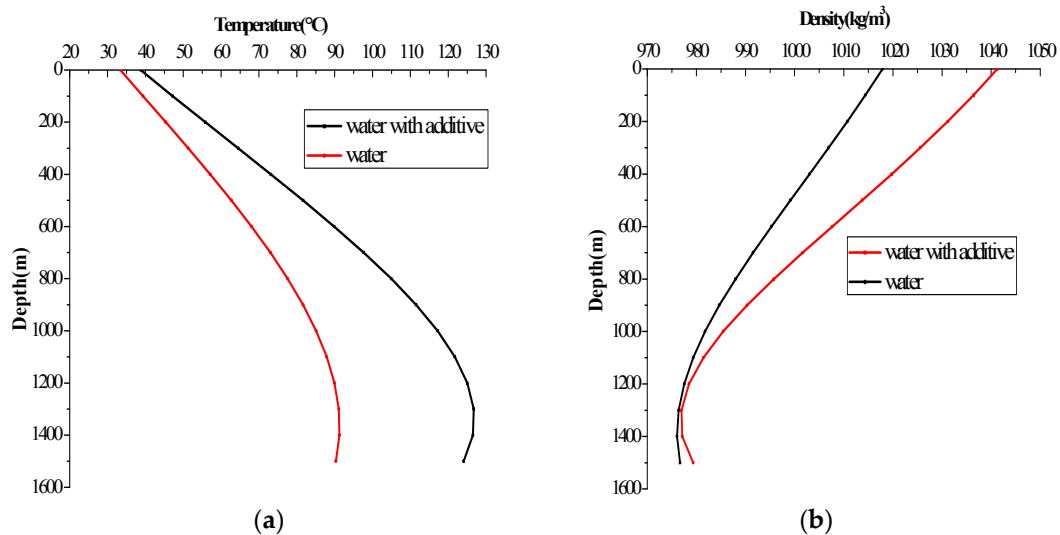 Temperature(°C)
20 30 40 50 60 70 80 90 100 110 120 130
0
200
400
600
800
1000
1200
1400
1600
Depth(m)
water with additive
water
(a)
Density(kg/m³)
970 980 990 1000 1010 1020 1030 1040 1050
0
200
400
600
800
1000
1200
1400
1600
Depth(m)
water with additive
water
(b)